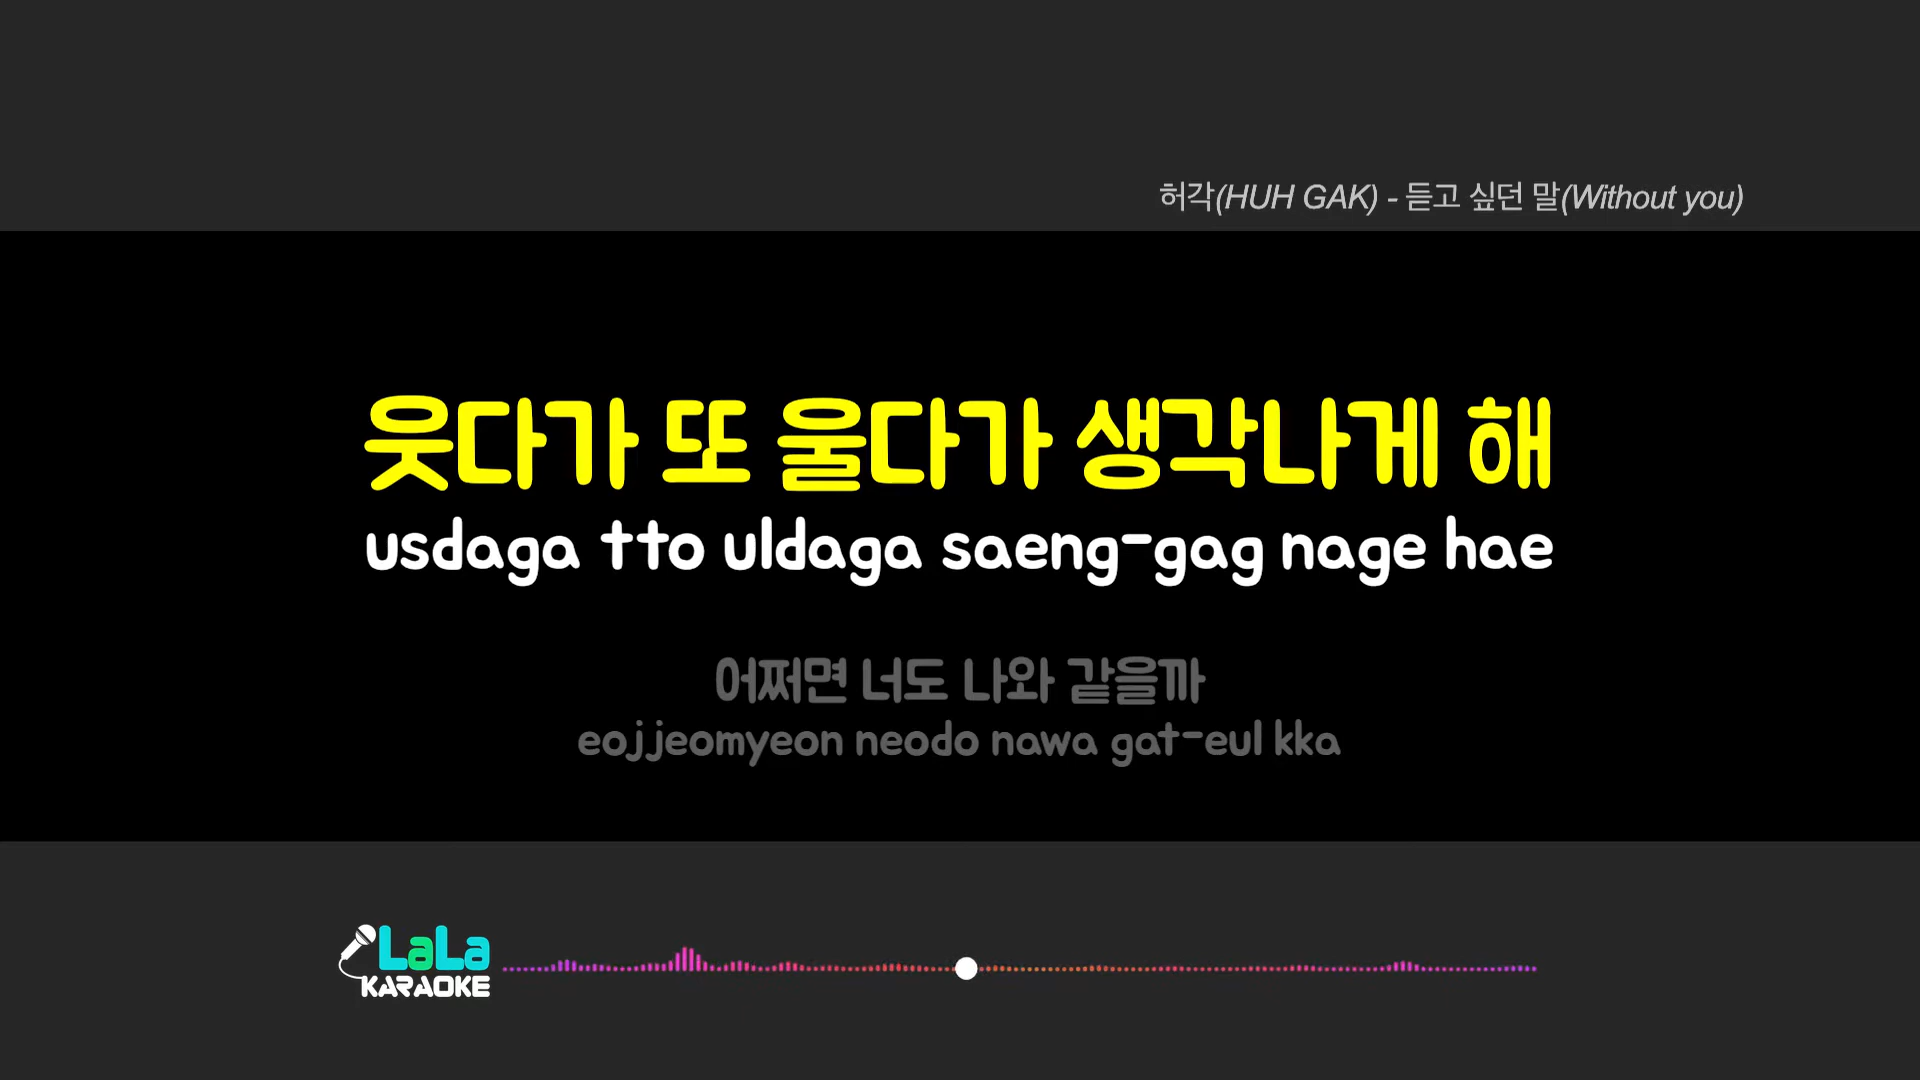 허각(HUH GAK) - 듣고 싶던 말(Without you)
웃다가 또 울다가 생각나게 해
usdaga tto uldaga saeng-gag nage hae
어쩌면 너도 나와 같을까
eojjeomyeon neodo nawa gat-eul kka
LaLa
KARAOKE